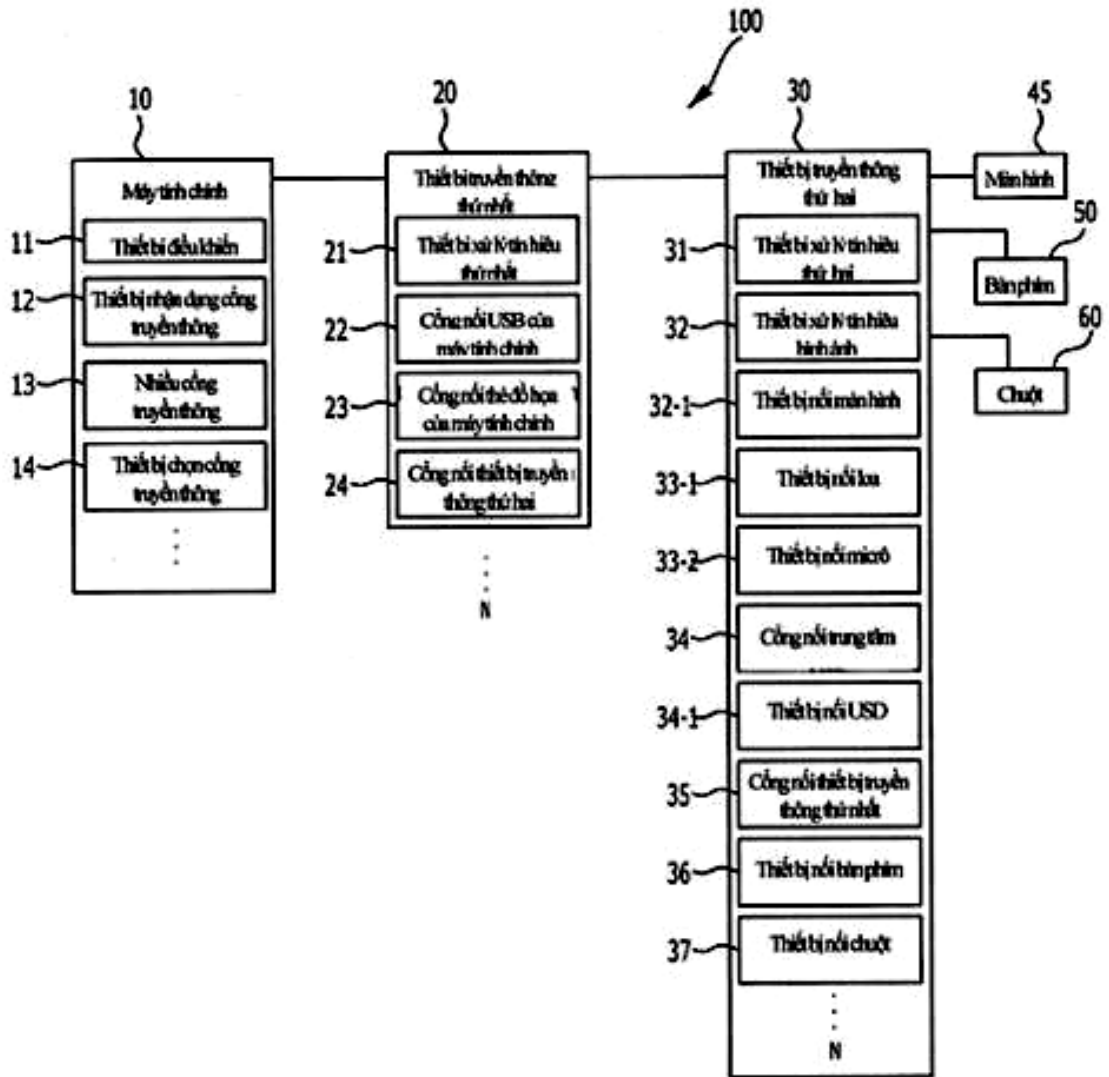 100
10
20
30
45
Máy tính chính
Thiết bị truyền thông
thứ nhất
Thiết bị truyền thông
thứ hai
Màn hình
11
Thiết bị điều khiển
21
Thiết bị xử lý tín hiệu
thứ nhất
31
Thiết bị xử lý tín hiệu
thứ hai
50
Bàn phím
12
Thiết bị nhận dạng cổng
truyền thông
22
Cổng nối USB của
máy tính chính
32
Thiết bị xử lý tín hiệu
hình ảnh
60
Chuột
13
Nhiều cổng
truyền thông
23
Cổng nối thẻ đồ họa
của máy tính chính
32-1
Thiết bị nối màn hình
14
Thiết bị chọn cổng
truyền thông
24
Cổng nối thiết bị truyền
thông thứ hai
33-1
Thiết bị nối loa
33-2
Thiết bị nối micrô
N
34
Cổng nối trung tâm
34-1
Thiết bị nối USD
35
Cổng nối thiết bị truyền
thông thứ nhất
36
Thiết bị nối bàn phím
37
Thiết bị nối chuột
N